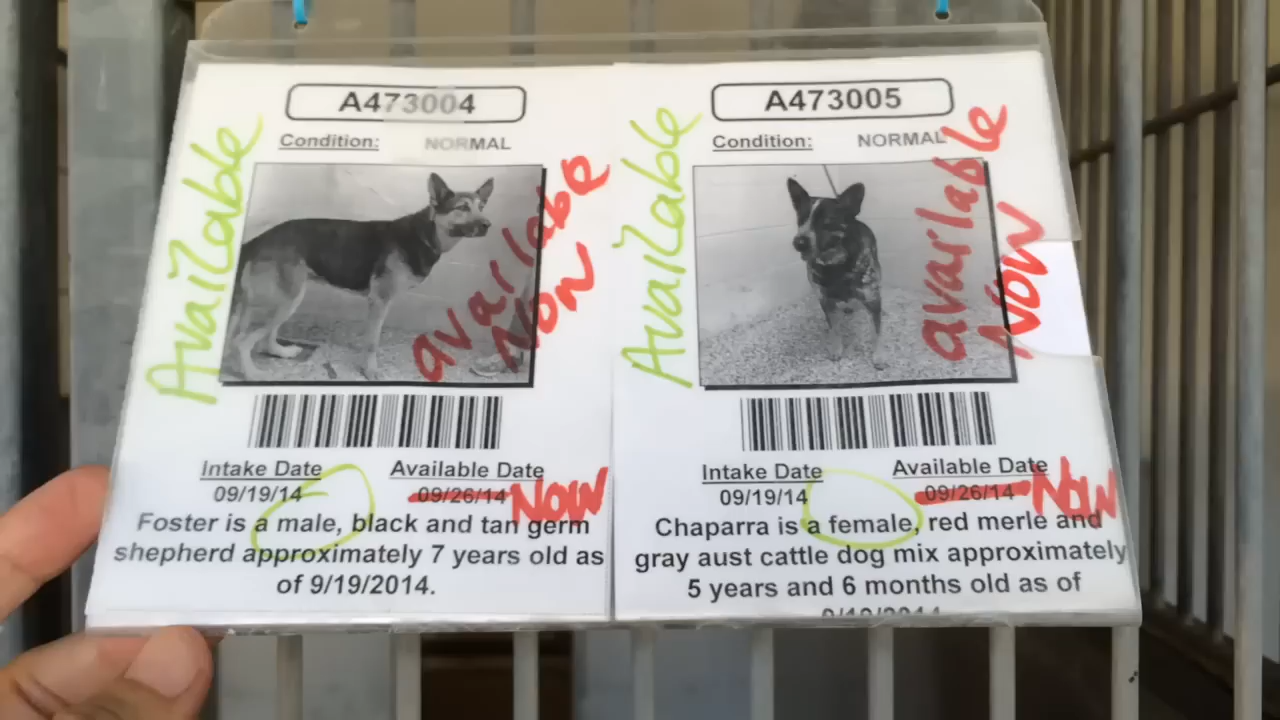 A473004
Condition: NORMAL
Available
available
Now
Intake Date Available Date
09/19/14 09/26/14 Now
Foster is a male, black and tan germ
shepherd approximately 7 years old as
of 9/19/2014.
A473005
Condition: NORMAL
Available
available
Now
Intake Date Available Date
09/19/14 09/26/14 Now
Chaparra is a female, red merle and
gray aust cattle dog mix approximately
5 years and 6 months old as of